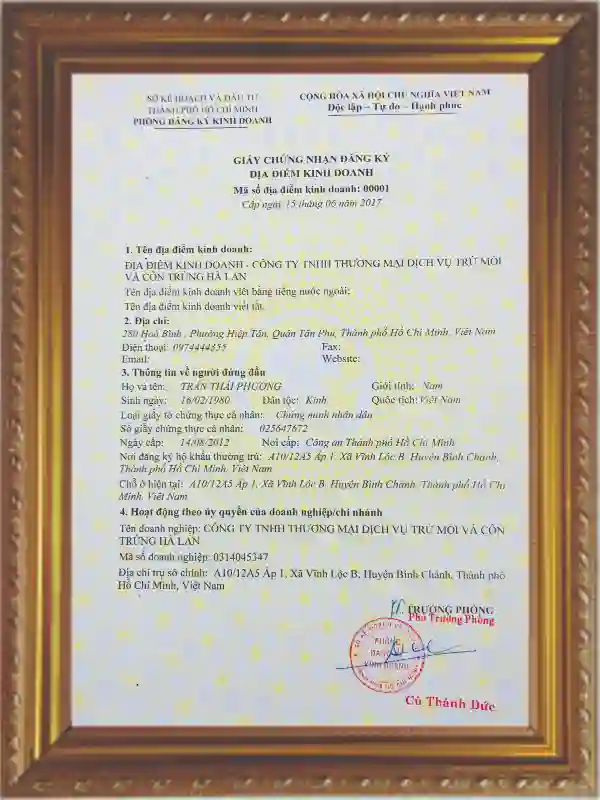 SỞ KẾ HOẠCH VÀ ĐẦU TƯ
THÀNH PHỐ HỒ CHÍ MINH
PHÒNG ĐĂNG KÝ KINH DOANH
CỘNG HÒA XÃ HỘI CHỦ NGHĨA VIỆT NAM
Độc lập – Tự do – Hạnh phúc
GIẤY CHỨNG NHẬN ĐĂNG KÝ
ĐỊA ĐIỂM KINH DOANH
Mã số địa điểm kinh doanh: 00001
Cấp ngày 15 tháng 06 năm 2017
1. Tên địa điểm kinh doanh:
ĐỊA ĐIỂM KINH DOANH - CÔNG TY TNHH THƯƠNG MẠI DỊCH VỤ TRỪ MỐI
VÀ CÔN TRÙNG HÀ LAN
Tên địa điểm kinh doanh viết bằng tiếng nước ngoài:
Tên địa điểm kinh doanh viết tắt:
2. Địa chỉ:
280 Hoà Bình , Phường Hiệp Tân, Quận Tân Phú, Thành phố Hồ Chí Minh, Việt Nam
Điện thoại: 0974444855 Fax:
Email: Website:
3. Thông tin về người đứng đầu
Họ và tên: TRẦN THÁI PHƯƠNG Giới tính: Nam
Sinh ngày: 16/02/1980 Dân tộc: Kinh Quốc tịch: Việt Nam
Loại giấy tờ chứng thực cá nhân: Chứng minh nhân dân
Số giấy chứng thực cá nhân: 025647672
Ngày cấp: 14/08/2012 Nơi cấp: Công an Thành phố Hồ Chí Minh
Nơi đăng ký hộ khẩu thường trú: A10/12A5 Ấp 1, Xã Vĩnh Lộc B, Huyện Bình Chánh,
Thành phố Hồ Chí Minh, Việt Nam
Chỗ ở hiện tại: A10/12A5 Ấp 1, Xã Vĩnh Lộc B, Huyện Bình Chánh, Thành phố Hồ Chí
Minh, Việt Nam
4. Hoạt động theo ủy quyền của doanh nghiệp/chi nhánh
Tên doanh nghiệp: CÔNG TY TNHH THƯƠNG MẠI DỊCH VỤ TRỪ MỐI VÀ CÔN
TRÙNG HÀ LAN
Mã số doanh nghiệp: 0314045347
Địa chỉ trụ sở chính: A10/12A5 Ấp 1, Xã Vĩnh Lộc B, Huyện Bình Chánh, Thành phố
Hồ Chí Minh, Việt Nam
TRƯỞNG PHÒNG
Phó Trưởng Phòng
PHÒNG
ĐĂNG KÝ
KINH DOANH
Cù Thành Đức